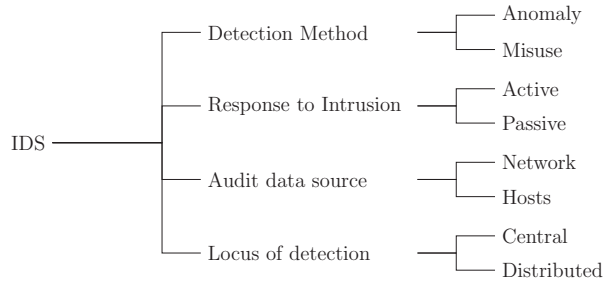 IDS
Detection Method
Anomaly
Misuse
Response to Intrusion
Active
Passive
Audit data source
Network
Hosts
Locus of detection
Central
Distributed